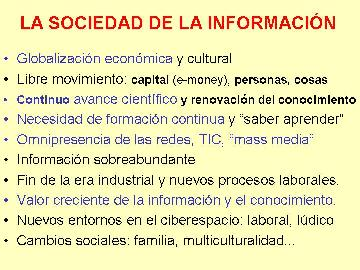 LA SOCIEDAD DE LA INFORMACIÓN
• Globalización económica y cultural
• Libre movimiento: capital (e-money), personas, cosas
• Continuo avance científico y renovación del conocimiento
• Necesidad de formación continua y "saber aprender"
• Omnipresencia de las redes, TIC, "mass media"
• Información sobreabundante
• Fin de la era industrial y nuevos procesos laborales.
• Valor creciente de la información y el conocimiento.
• Nuevos entornos en el ciberespacio: laboral, lúdico
• Cambios sociales: familia, multiculturalidad...